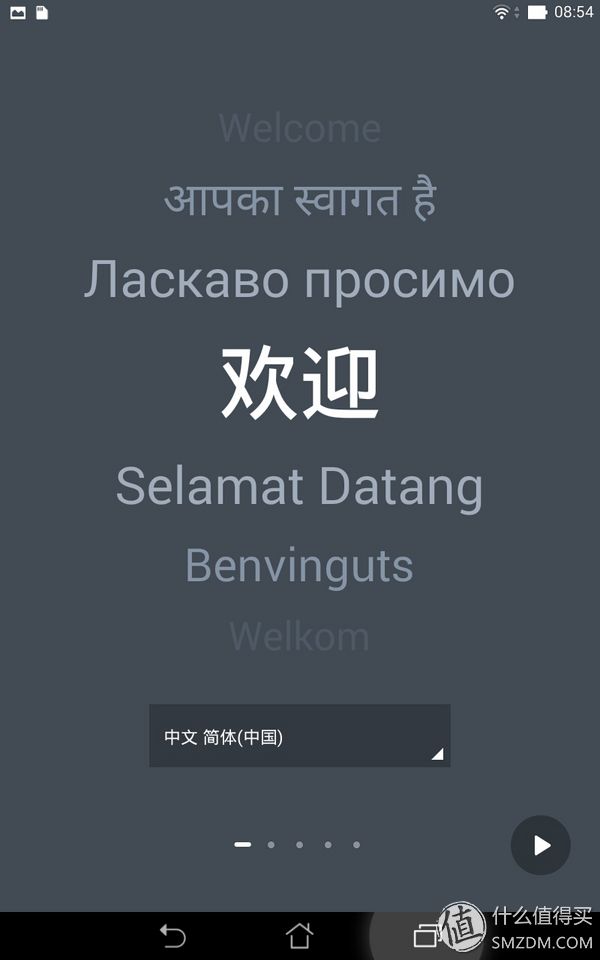 08:54
Welcome
आपका स्वागत है
Ласкаво просимо
欢迎
Selamat Datang
Benvinguts
Welkom
中文 简体(中国)
值 什么值得买
SMZDM.COM